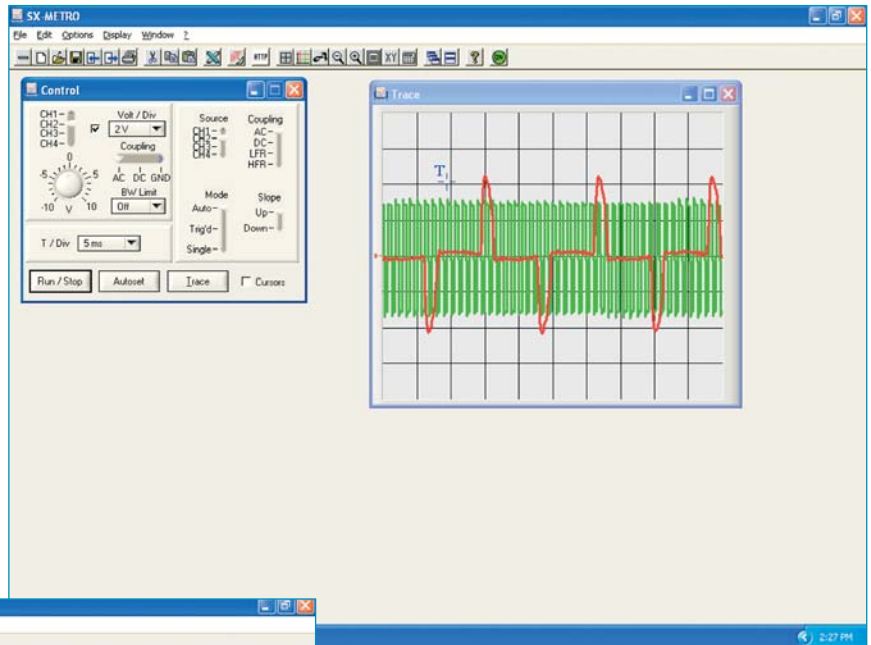 SX-METRO
File Edit Options Display Window ?
HTTP
XY
Control
CH1-
CH2-
CH3-
CH4-
Volt / Div
2 V
Coupling
AC DC GND
BW Limit
Off
0
-5 5
-10 V 10
T / Div 5 ms
Source
CH1-
CH2-
CH3-
CH4-
Coupling
AC-
DC-
LFR-
HFR-
Mode
Auto-
Trig'd-
Single-
Slope
Up-
Down-
Run / Stop Autoset Trace Cursors
Trace
T
2:27 PM